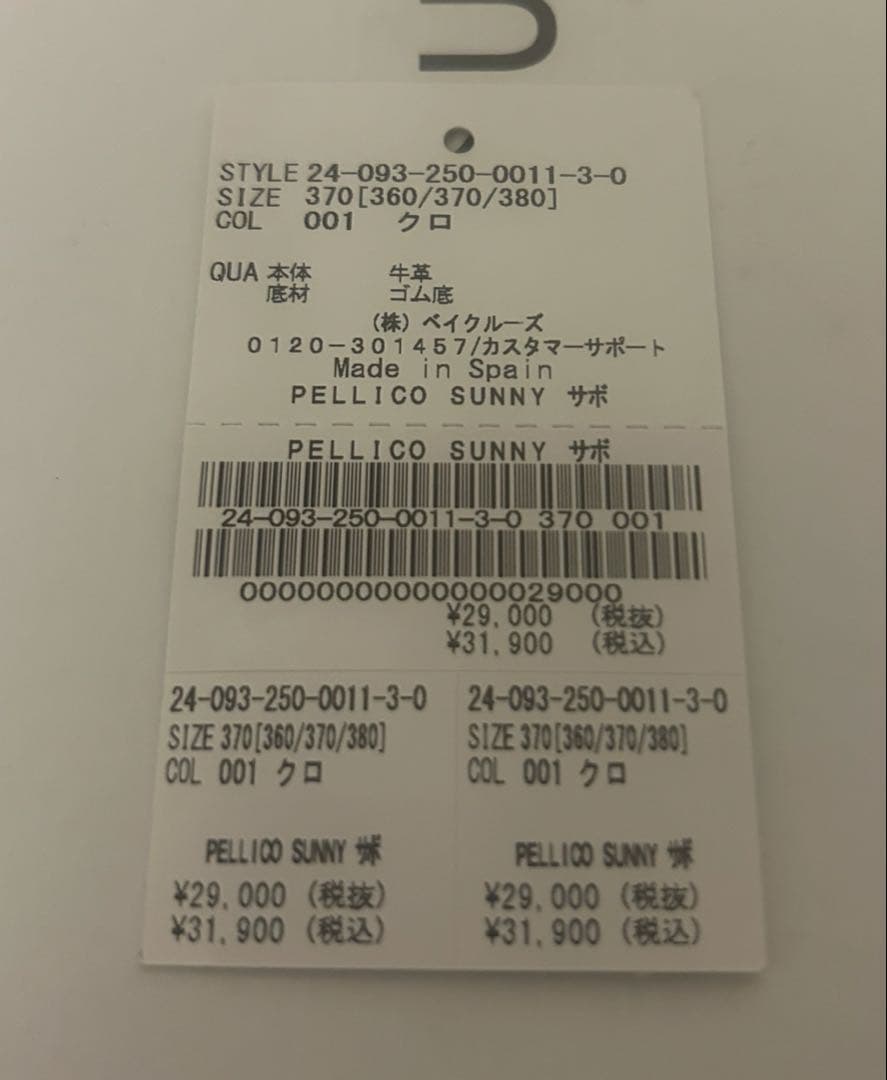 U
STYLE 24-093-250-0011-3-0
SIZE 370[360/370/380]
COL 001 クロ
QUA 本体 牛革
底材 ゴム底
(株) ベイクルーズ
0120-301457/カスタマーサポート
Made in Spain
PELLICO SUNNY サボ
PELLICO SUNNY サボ
24-093-250-0011-3-0 370 001
00000000000000029000
¥29,000 (税抜)
¥31,900 (税込)
24-093-250-0011-3-0
SIZE 370[360/370/380]
COL 001 クロ
PELLICO SUNNY サボ
¥29,000 (税抜)
¥31,900 (税込)
24-093-250-0011-3-0
SIZE 370[360/370/380]
COL 001 クロ
PELLICO SUNNY サボ
¥29,000 (税抜)
¥31,900 (税込)